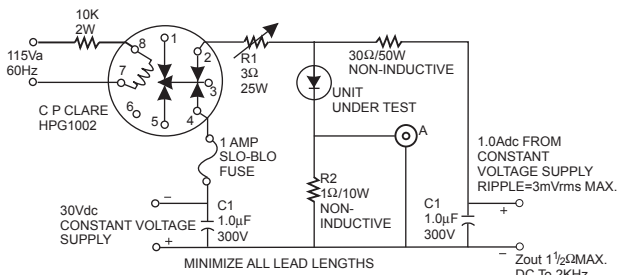 10K
2W
115Va
60Hz
8
1
2
7
3
6
5
4
C P CLARE
HPG1002
R1
3Ω
25W
30Ω/50W
NON-INDUCTIVE
UNIT
UNDER TEST
A
1 AMP
SLO-BLO
FUSE
1.0Adc FROM
CONSTANT
VOLTAGE SUPPLY
RIPPLE=3mVrms MAX.
R2
1Ω/10W
NON-
INDUCTIVE
–
30Vdc
CONSTANT VOLTAGE
SUPPLY
+
C1
1.0µF
300V
C1
1.0µF
300V
+
–
MINIMIZE ALL LEAD LENGTHS
Zout 1½ΩMAX.
DC To 2KHz